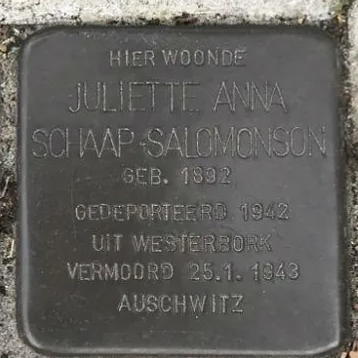 HIER WOONDE
JULIETTE ANNA
SCHAAP-SALOMONSON
GEB. 1892
GEDEPORTEERD 1942
UIT WESTERBORK
VERMOORD 25.1.1943
AUSCHWITZ